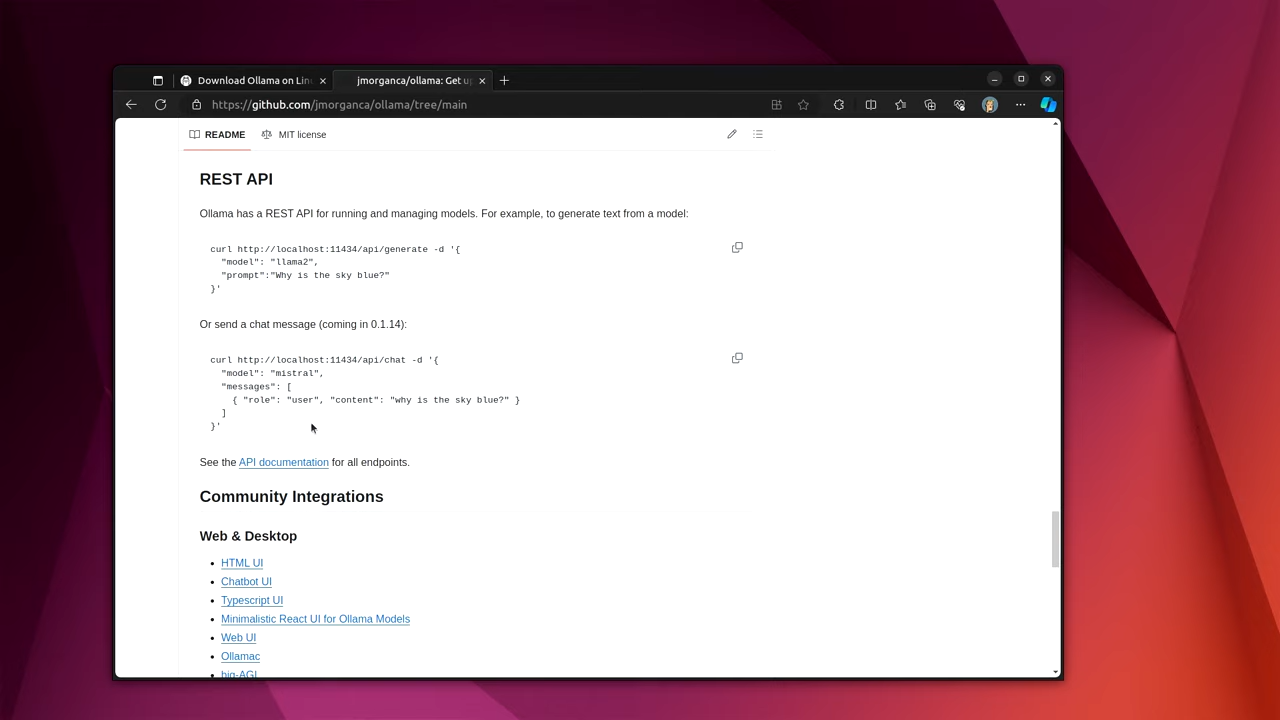 Download Ollama on Lin
jmorganca/ollama: Get u
https://github.com/jmorganca/ollama/tree/main
README
MIT license
REST API
Ollama has a REST API for running and managing models. For example, to generate text from a model:
curl http://localhost:11434/api/generate -d '{
"model": "llama2",
"prompt":"Why is the sky blue?"
}'
Or send a chat message (coming in 0.1.14):
curl http://localhost:11434/api/chat -d '{
"model": "mistral",
"messages": [
{ "role": "user", "content": "why is the sky blue?" }
]
}'
See the API documentation for all endpoints.
Community Integrations
Web & Desktop
HTML UI
Chatbot UI
Typescript UI
Minimalistic React UI for Ollama Models
Web UI
Ollamac
big-AGI